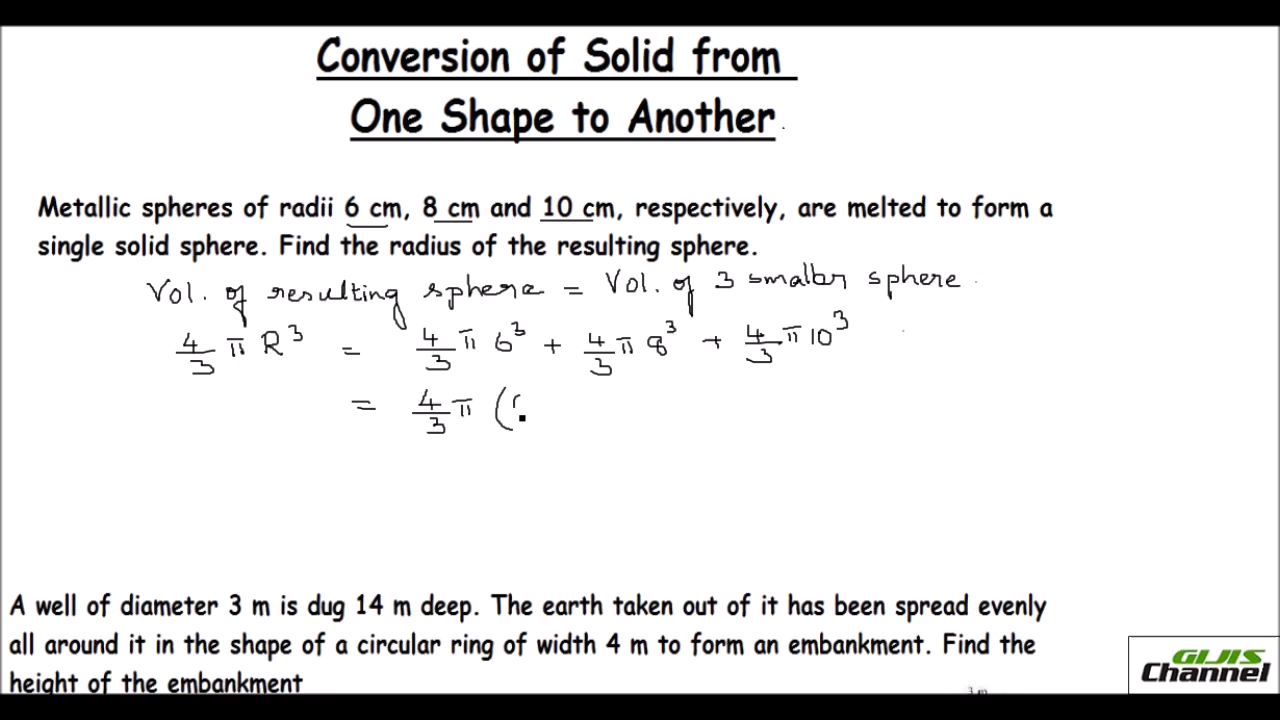 Conversion of Solid from
One Shape to Another
Metallic spheres of radii 6 cm, 8 cm and 10 cm, respectively, are melted to form a
single solid sphere. Find the radius of the resulting sphere.
Vol. of resulting sphere = Vol. of 3 smaller sphere
4/3 π R³ = 4/3 π 6³ + 4/3 π 8³ + 4/3 π 10³
= 4/3 π (
A well of diameter 3 m is dug 14 m deep. The earth taken out of it has been spread evenly
all around it in the shape of a circular ring of width 4 m to form an embankment. Find the
height of the embankment
GIJIS
Channel